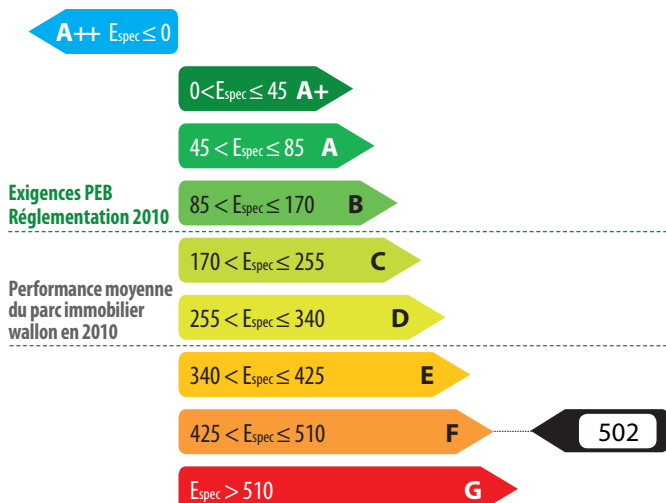 A++ Espec ≤ 0
0<Espec ≤ 45 A+
45 < Espec ≤ 85 A
Exigences PEB
Réglementation 2010
85 < Espec ≤ 170 B
170 < Espec ≤ 255 C
Performance moyenne
du parc immobilier
wallon en 2010
255 < Espec ≤ 340 D
340 < Espec ≤ 425 E
425 < Espec ≤ 510 F 502
Espec > 510 G